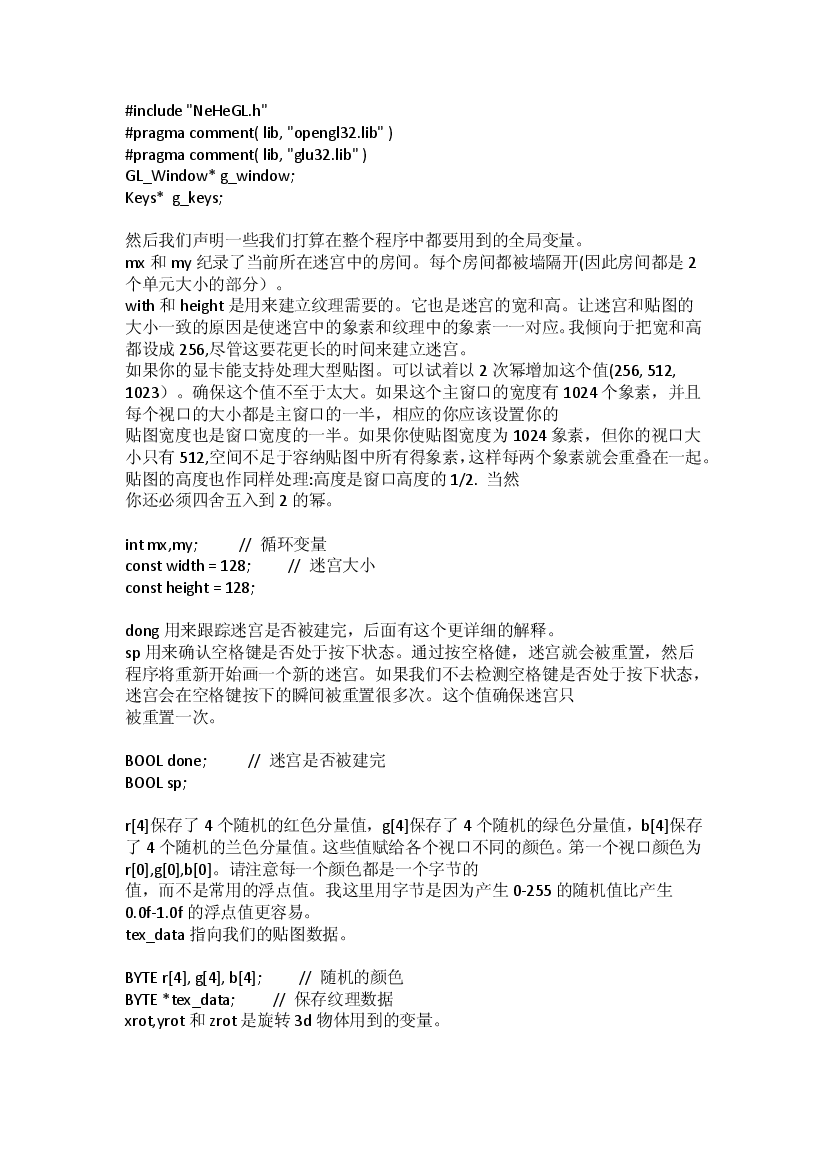 #include "NeHeGL.h"
#pragma comment( lib, "opengl32.lib" )
#pragma comment( lib, "glu32.lib" )
GL_Window* g_window;
Keys*  g_keys;
然后我们声明一些我们打算在整个程序中都要用到的全局变量。
mx 和 my 纪录了当前所在迷宫中的房间。每个房间都被墙隔开(因此房间都是 2
个单元大小的部分）。
with 和 height 是用来建立纹理需要的。它也是迷宫的宽和高。让迷宫和贴图的
大小一致的原因是使迷宫中的象素和纹理中的象素一一对应。我倾向于把宽和高
都设成 256,尽管这要花更长的时间来建立迷宫。
如果你的显卡能支持处理大型贴图。可以试着以 2 次幂增加这个值(256, 512,
1023）。确保这个值不至于太大。如果这个主窗口的宽度有 1024 个象素，并且
每个视口的大小都是主窗口的一半，相应的你应该设置你的
贴图宽度也是窗口宽度的一半。如果你使贴图宽度为 1024 象素，但你的视口大
小只有 512,空间不足于容纳贴图中所有得象素，这样每两个象素就会重叠在一起。
贴图的高度也作同样处理:高度是窗口高度的 1/2. 当然
你还必须四舍五入到 2 的幂。
int mx,my;        // 循环变量
const width = 128;       // 迷宫大小
const height = 128;
dong 用来跟踪迷宫是否被建完，后面有这个更详细的解释。
sp 用来确认空格键是否处于按下状态。通过按空格健，迷宫就会被重置，然后
程序将重新开始画一个新的迷宫。如果我们不去检测空格键是否处于按下状态，
迷宫会在空格键按下的瞬间被重置很多次。这个值确保迷宫只
被重置一次。
BOOL done;        // 迷宫是否被建完
BOOL sp;
r[4]保存了 4 个随机的红色分量值，g[4]保存了 4 个随机的绿色分量值，b[4]保存
了 4 个随机的兰色分量值。这些值赋给各个视口不同的颜色。第一个视口颜色为
r[0],g[0],b[0]。请注意每一个颜色都是一个字节的
值，而不是常用的浮点值。我这里用字节是因为产生 0-255 的随机值比产生
0.0f-1.0f 的浮点值更容易。
tex_data 指向我们的贴图数据。
BYTE r[4], g[4], b[4];       // 随机的颜色
BYTE *tex_data;       // 保存纹理数据
xrot,yrot 和 zrot 是旋转 3d 物体用到的变量。